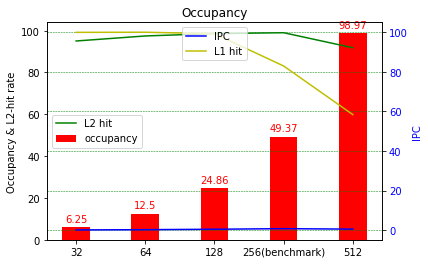 Occupancy
Occupancy & L2-hit rate
100
80
60
40
20
0
IPC
L1 hit
L2 hit
occupancy
6.25
12.5
24.86
49.37
98.97
32
64
128
256(benchmark)
512
100
80
60
40
20
0
IPC